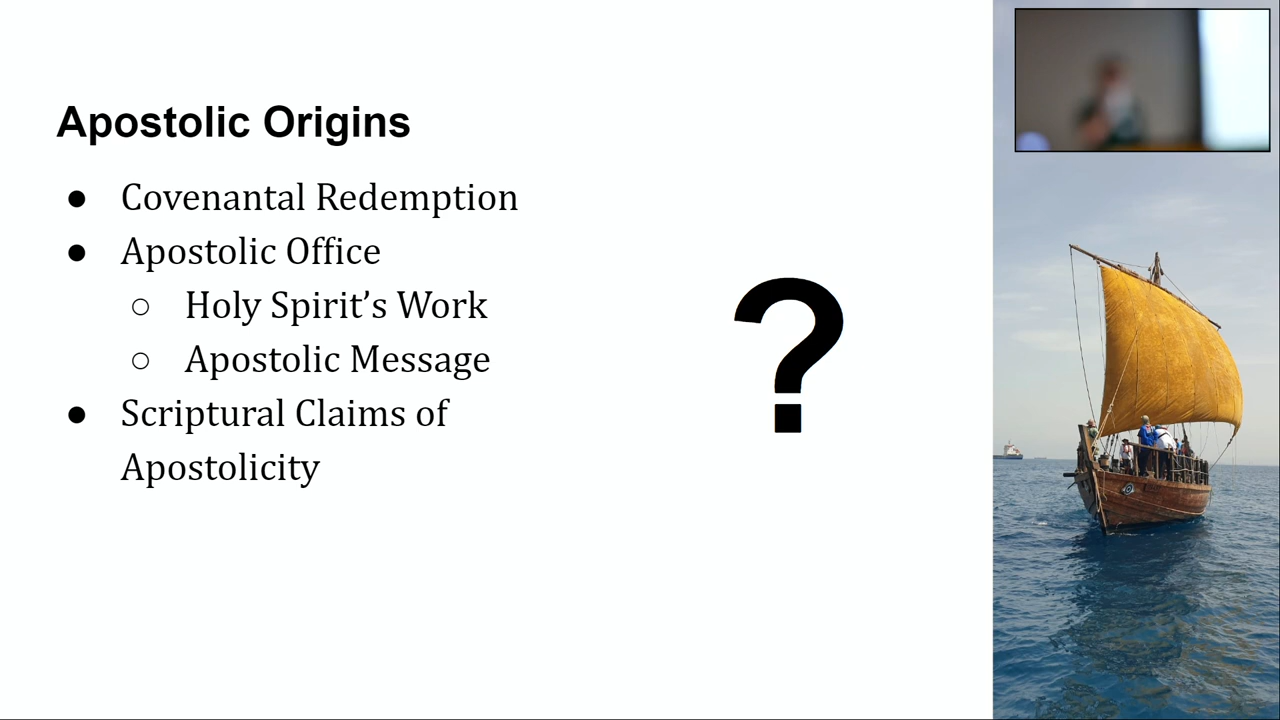 Apostolic Origins
● Covenantal Redemption
● Apostolic Office
○ Holy Spirit’s Work
○ Apostolic Message
● Scriptural Claims of
Apostolicity
?